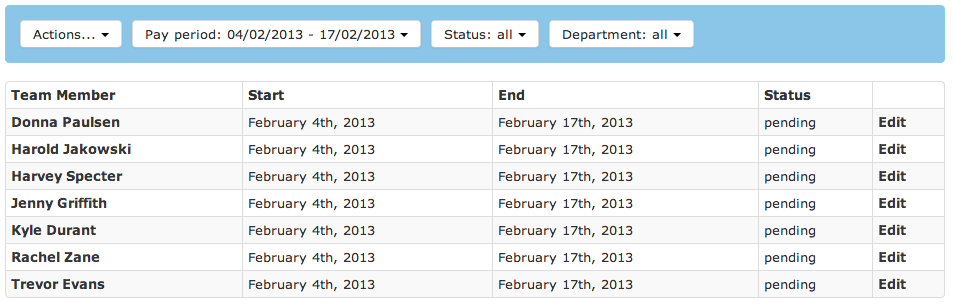 Actions... Pay period: 04/02/2013 - 17/02/2013 Status: all Department: all
Team Member Start End Status
Donna Paulsen February 4th, 2013 February 17th, 2013 pending Edit
Harold Jakowski February 4th, 2013 February 17th, 2013 pending Edit
Harvey Specter February 4th, 2013 February 17th, 2013 pending Edit
Jenny Griffith February 4th, 2013 February 17th, 2013 pending Edit
Kyle Durant February 4th, 2013 February 17th, 2013 pending Edit
Rachel Zane February 4th, 2013 February 17th, 2013 pending Edit
Trevor Evans February 4th, 2013 February 17th, 2013 pending Edit